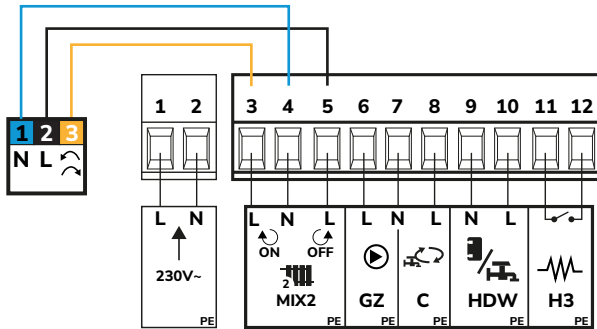 1 2 3 4 5 6 7 8 9 10 11 12
1 2 3
N L
L N L N L L N L N L
ON OFF
230V~
2
MIX2 GZ C HDW H3
PE PE PE PE PE PE